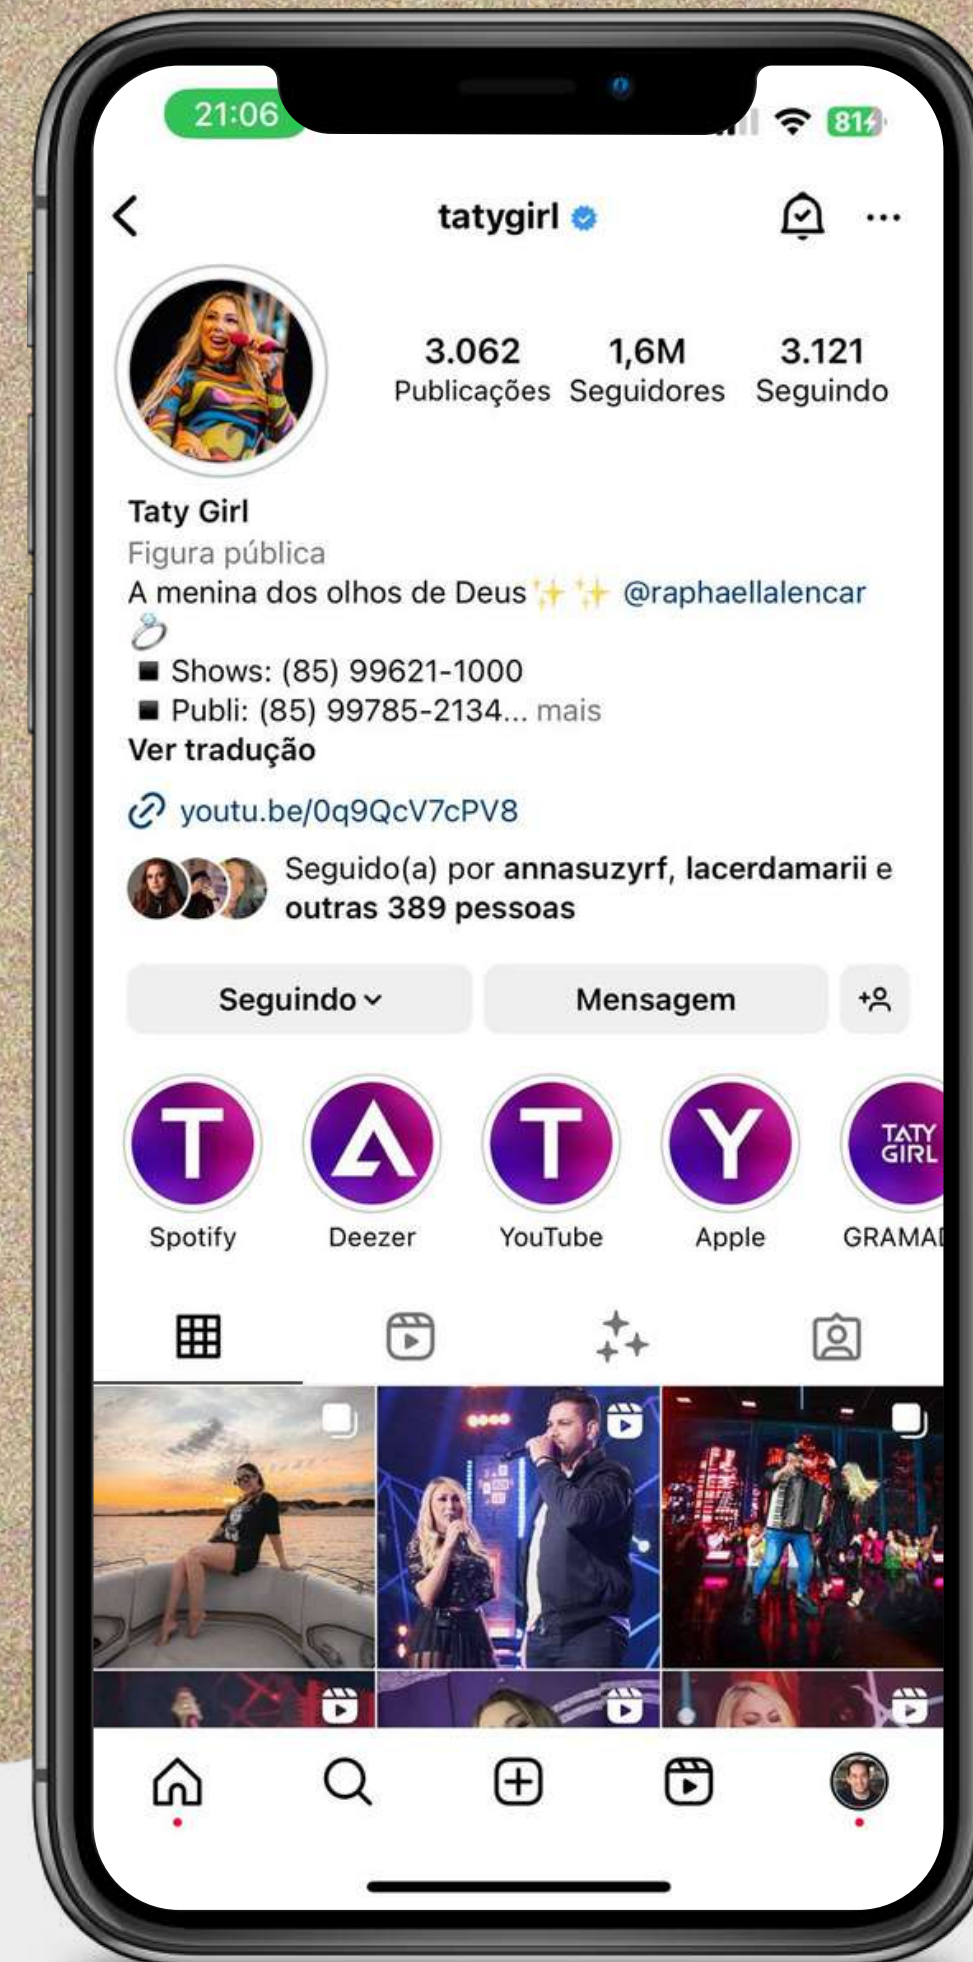 21:06
81
tatygirl
3.062 1,6M 3.121
Publicações Seguidores Seguindo
Taty Girl
Figura pública
A menina dos olhos de Deus✨✨ @raphaellalencar
💍
▪️ Shows: (85) 99621-1000
▪️ Publi: (85) 99785-2134... mais
Ver tradução
youtu.be/0q9QcV7cPV8
Seguido(a) por annasuzyrf, lacerdamarii e
outras 389 pessoas
Seguindo Mensagem
T A T Y TATY
GIRL
Spotify Deezer YouTube Apple GRAMAD